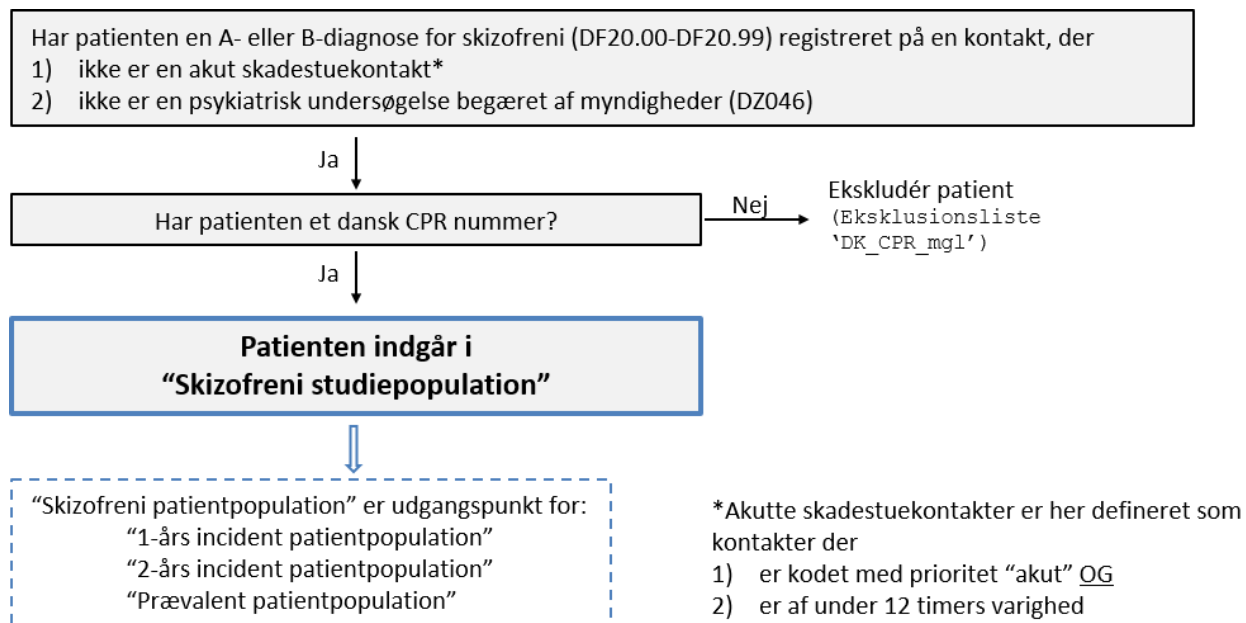 Har patienten en A- eller B-diagnose for skizofreni (DF20.00-DF20.99) registreret på en kontakt, der
1) ikke er en akut skadestuekontakt*
2) ikke er en psykiatrisk undersøgelse begæret af myndigheder (DZ046)
Ja
Har patienten et dansk CPR nummer?
Nej
Ekskludér patient
(Eksklusionsliste
‘DK_CPR_mgl’)
Ja
Patienten indgår i
“Skizofreni studiepopulation”
“Skizofreni patientpopulation” er udgangspunkt for:
“1-års incident patientpopulation”
“2-års incident patientpopulation”
“Prævalent patientpopulation”
*Akutte skadestuekontakter er her defineret som
kontakter der
1) er kodet med prioritet “akut” OG
2) er af under 12 timers varighed